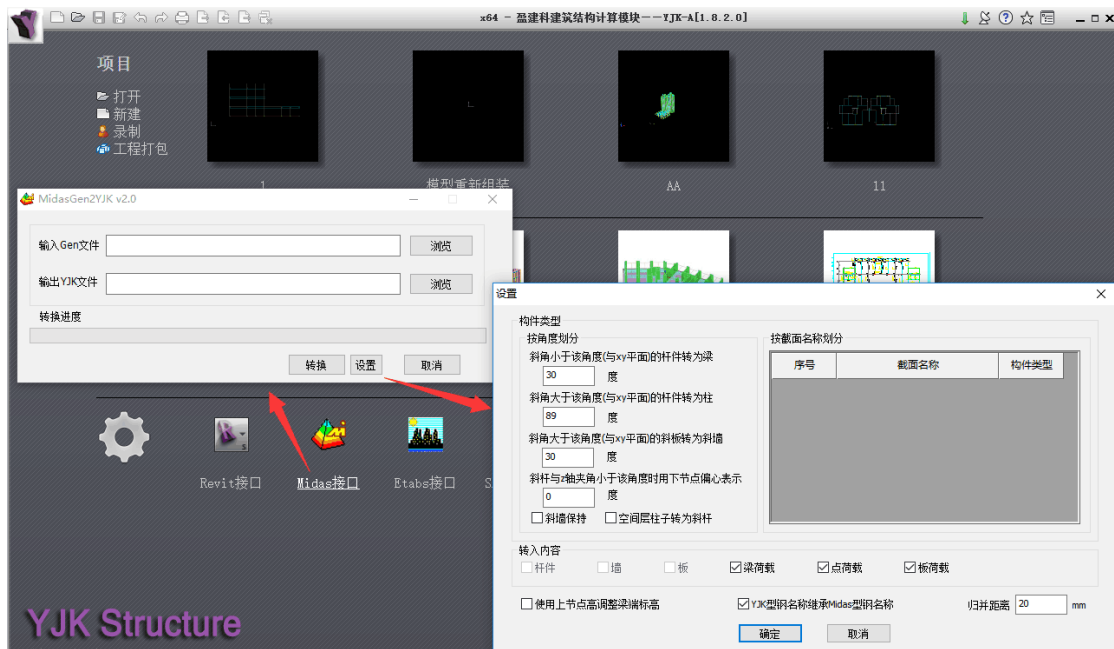 x64 - 盈建科建筑结构计算模块--YJK-A[1.8.2.0]
项目
打开
新建
录制
工程打包
1
模型重新组装
AA
11
MidasGen2YJK v2.0
输入Gen文件
浏览
输出YJK文件
浏览
转换进度
转换
设置
取消
Revit接口
Midas接口
Etabs接口
S
YJK Structure
设置
构件类型
按角度划分
斜角小于该角度(与xy平面)的杆件转为梁
30 度
斜角大于该角度(与xy平面)的杆件转为柱
89 度
斜角大于该角度(与xy平面)的斜板转为斜墙
30 度
斜杆与z轴夹角小于该角度时用下节点偏心表示
0 度
斜墙保持 空间层柱子转为斜杆
按截面名称划分
序号 截面名称 构件类型
转入内容
杆件 墙 板 梁荷载 点荷载 板荷载
使用上节点高调整梁端标高 YJK型钢名称继承Midas型钢名称 归并距离 20 mm
确定 取消